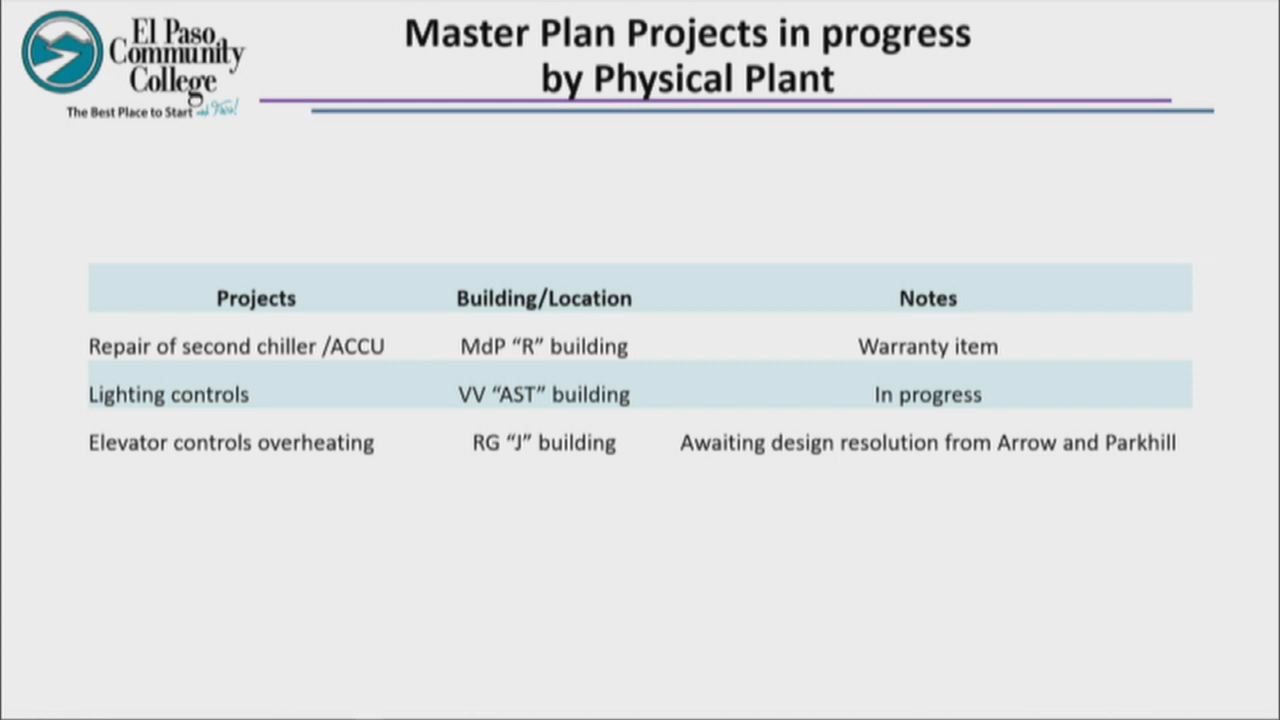 El Paso
Community
College
The Best Place to Start and Finish!
Master Plan Projects in progress
by Physical Plant
Projects Building/Location Notes
Repair of second chiller /ACCU MdP “R” building Warranty item
Lighting controls VV “AST” building In progress
Elevator controls overheating RG “J” building Awaiting design resolution from Arrow and Parkhill